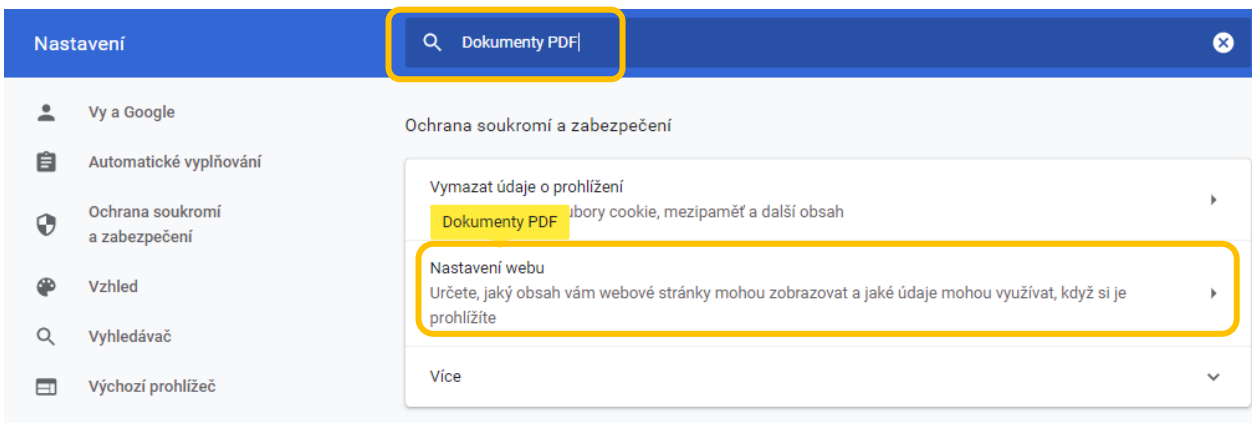 Nastavení
Dokumenty PDF
Vy a Google
Automatické vyplňování
Ochrana soukromí
a zabezpečení
Vzhled
Vyhledávač
Výchozí prohlížeč
Ochrana soukromí a zabezpečení
Vymazat údaje o prohlížení
Dokumenty PDF
cookie, mezipaměť a další obsah
Nastavení webu
Určete, jaký obsah vám webové stránky mohou zobrazovat a jaké údaje mohou využívat, když si je
prohlížíte
Více